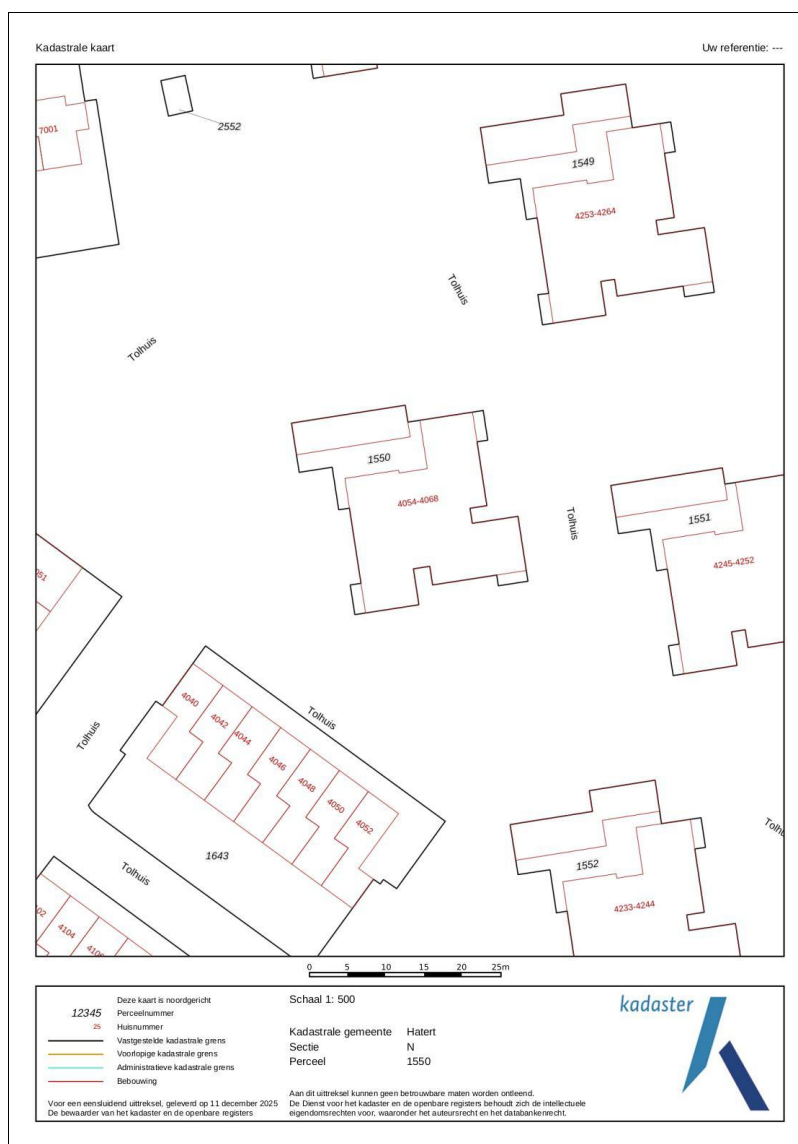 Kadastrale kaart
Uw referentie: ---
7001
2552
1549
4253-4264
Tolhuis
Tolhuis
1550
4054-4068
Tolhuis
1551
4245-4252
4040
4042
4044
4046
4048
4050
4052
Tolhuis
Tolhuis
1643
Tolhuis
4104
1552
4233-4244
0 5 10 15 20 25m
12345
25
Deze kaart is noordgericht
Perceelnummer
Huisnummer
Vastgestelde kadastrale grens
Voorlopige kadastrale grens
Administratieve kadastrale grens
Bebouwing
Voor een eensluidend uittreksel, geleverd op 11 december 2025
De bewaarder van het kadaster en de openbare registers
Schaal 1: 500
Kadastrale gemeente Hatert
Sectie N
Perceel 1550
Aan dit uittreksel kunnen geen betrouwbare maten worden ontleend.
De Dienst voor het kadaster en de openbare registers behoudt zich de intellectuele
eigendomsrechten voor, waaronder het auteursrecht en het databankenrecht.
kadaster